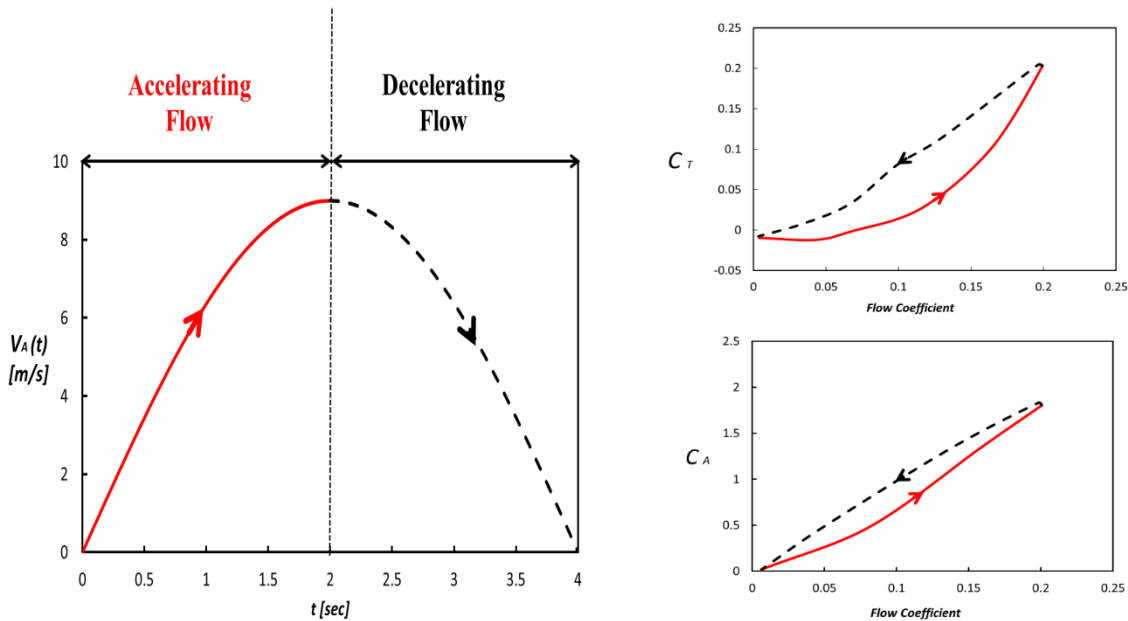 Accelerating
Flow
Decelerating
Flow
10
8
6
4
2
0
VA(t)
[m/s]
0 0.5 1 1.5 2 2.5 3 3.5 4
t [sec]
0.25
0.2
0.15
0.1
0.05
0
-0.05
C T
0 0.05 0.1 0.15 0.2 0.25
Flow Coefficient
2.5
2
1.5
1
0.5
0
C A
0 0.05 0.1 0.15 0.2 0.25
Flow Coefficient